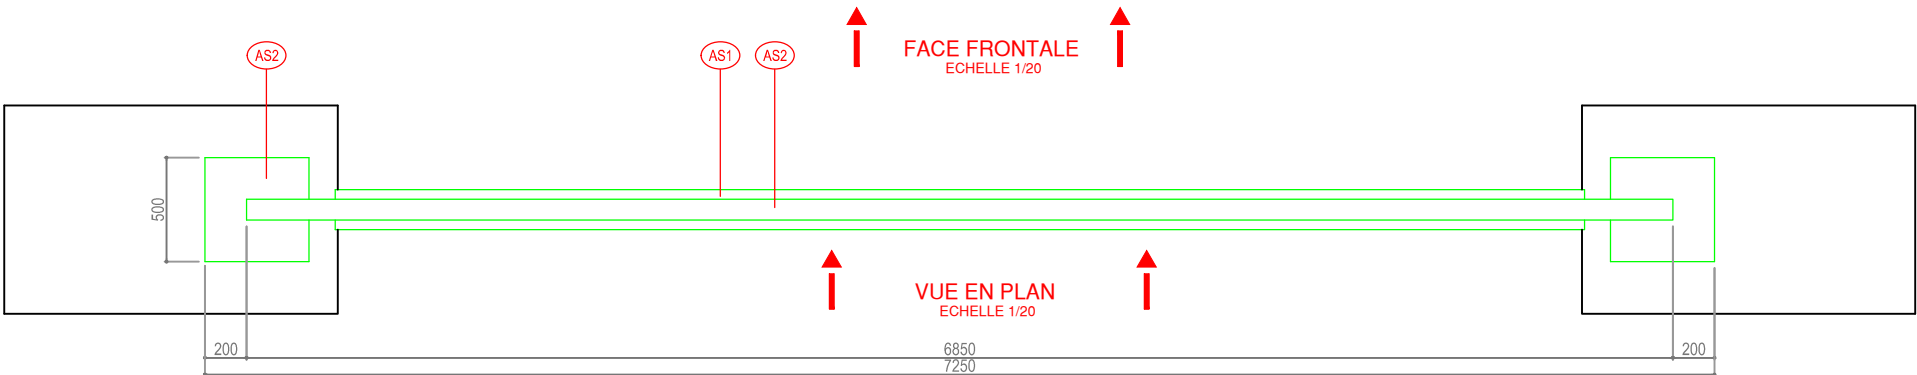 FACE FRONTALE
ECHELLE 1/20
AS2
AS1
AS2
500
VUE EN PLAN
ECHELLE 1/20
200
6850
200
7250